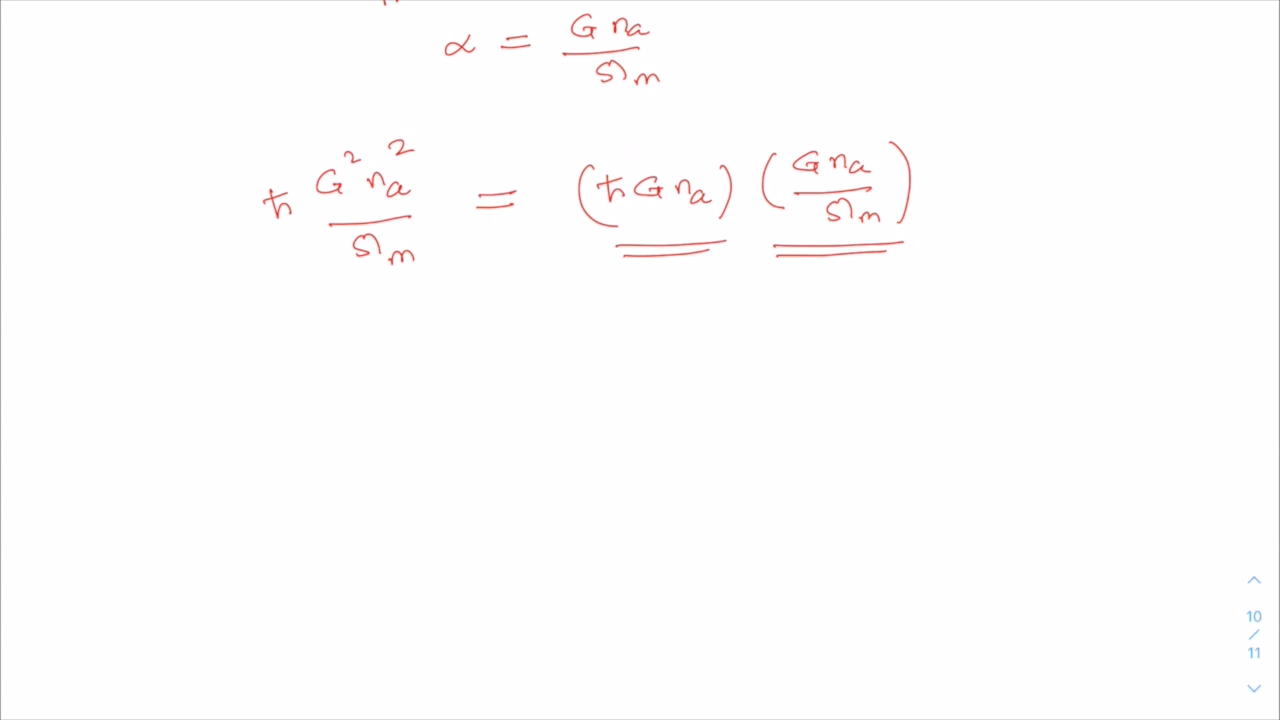 α = G nₐ / Ωₘ
ħ G² nₐ² / Ωₘ = (ħ G nₐ) (G nₐ / Ωₘ)
10
/
11